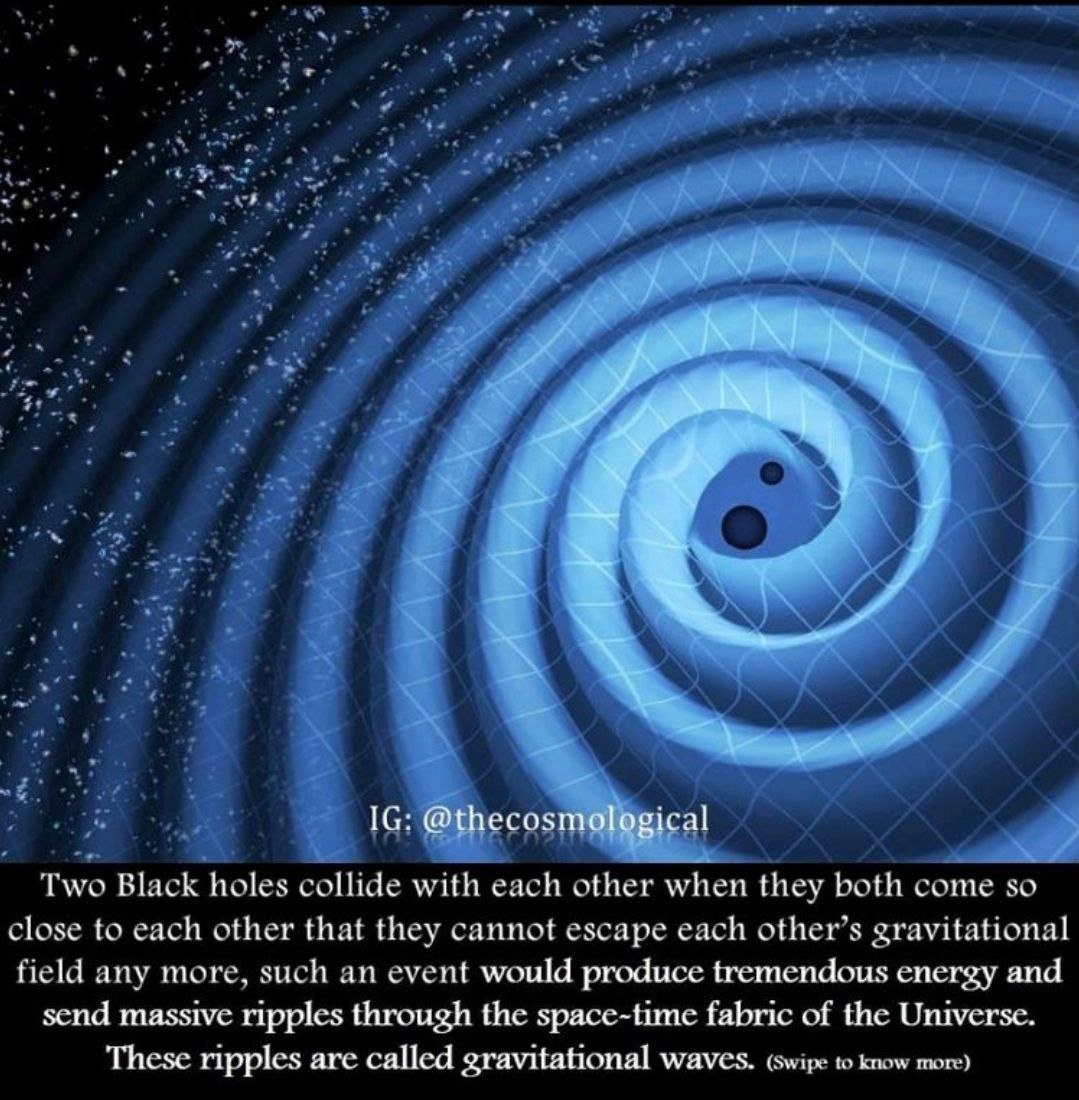 IG: @thecosmological
Two Black holes collide with each other when they both come so
close to each other that they cannot escape each other's gravitational
field any more, such an event would produce tremendous energy and
send massive ripples through the space-time fabric of the Universe.
These ripples are called gravitational waves. (Swipe to know more)